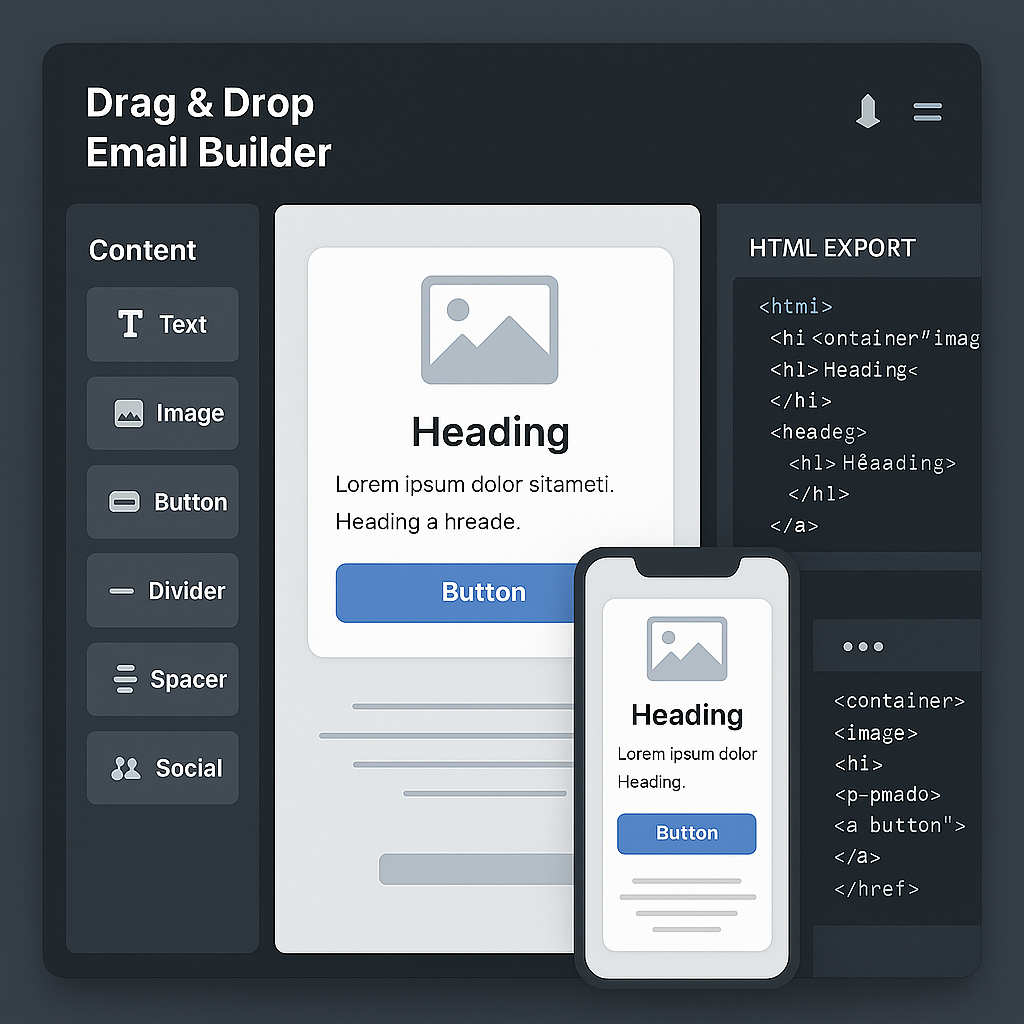 Drag & Drop
Email Builder
Content
Text
Image
Button
Divider
Spacer
Social
Heading
Lorem ipsum dolor sitameti.
Heading a hreade.
Button
HTML EXPORT
<htmi>
<hi <ontainer"imag
<hl> Heading<
</hi>
<headeg>
<hl> Hêaading>
</hl>
</a>
Heading
Lorem ipsum dolor
Heading.
Button
<container>
<image>
<hi>
<p-pmado>
<a button">
</a>
</href>